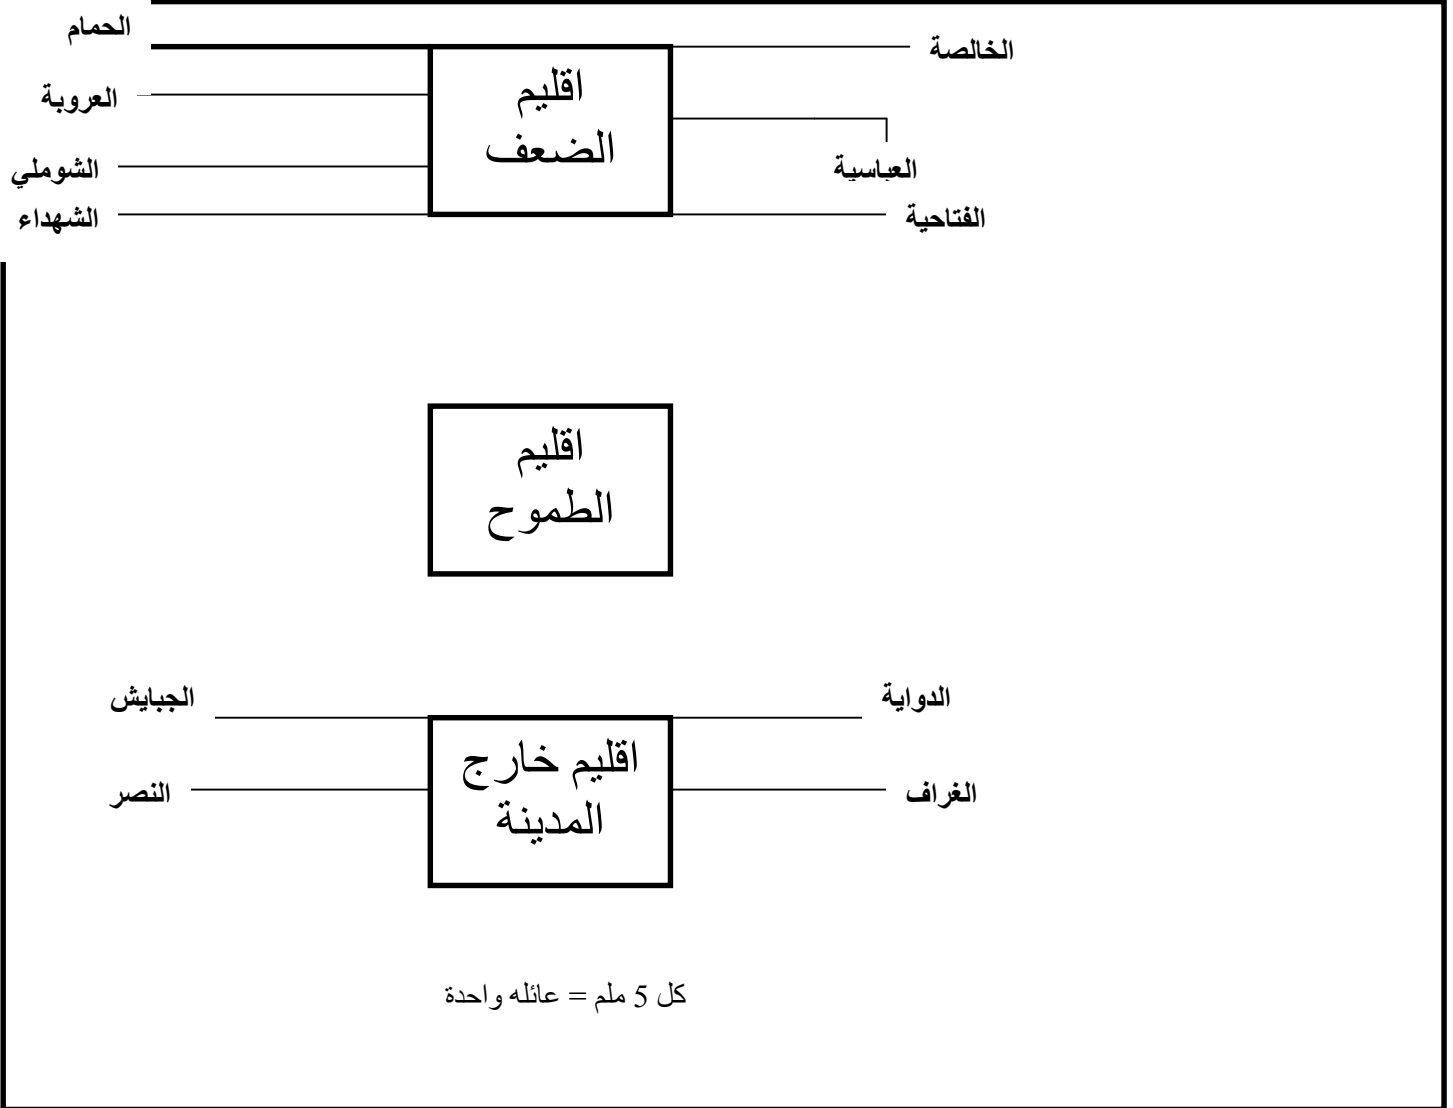 الحمام
الخالصة
اقليم
الضعف
العروبة
العباسية
الشوملي
الفتاحية
الشهداء
اقليم
الطموح
الدواية
الجبايش
اقليم خارج
المدينة
الغراف
النصر
كل 5 ملم = عائله واحدة